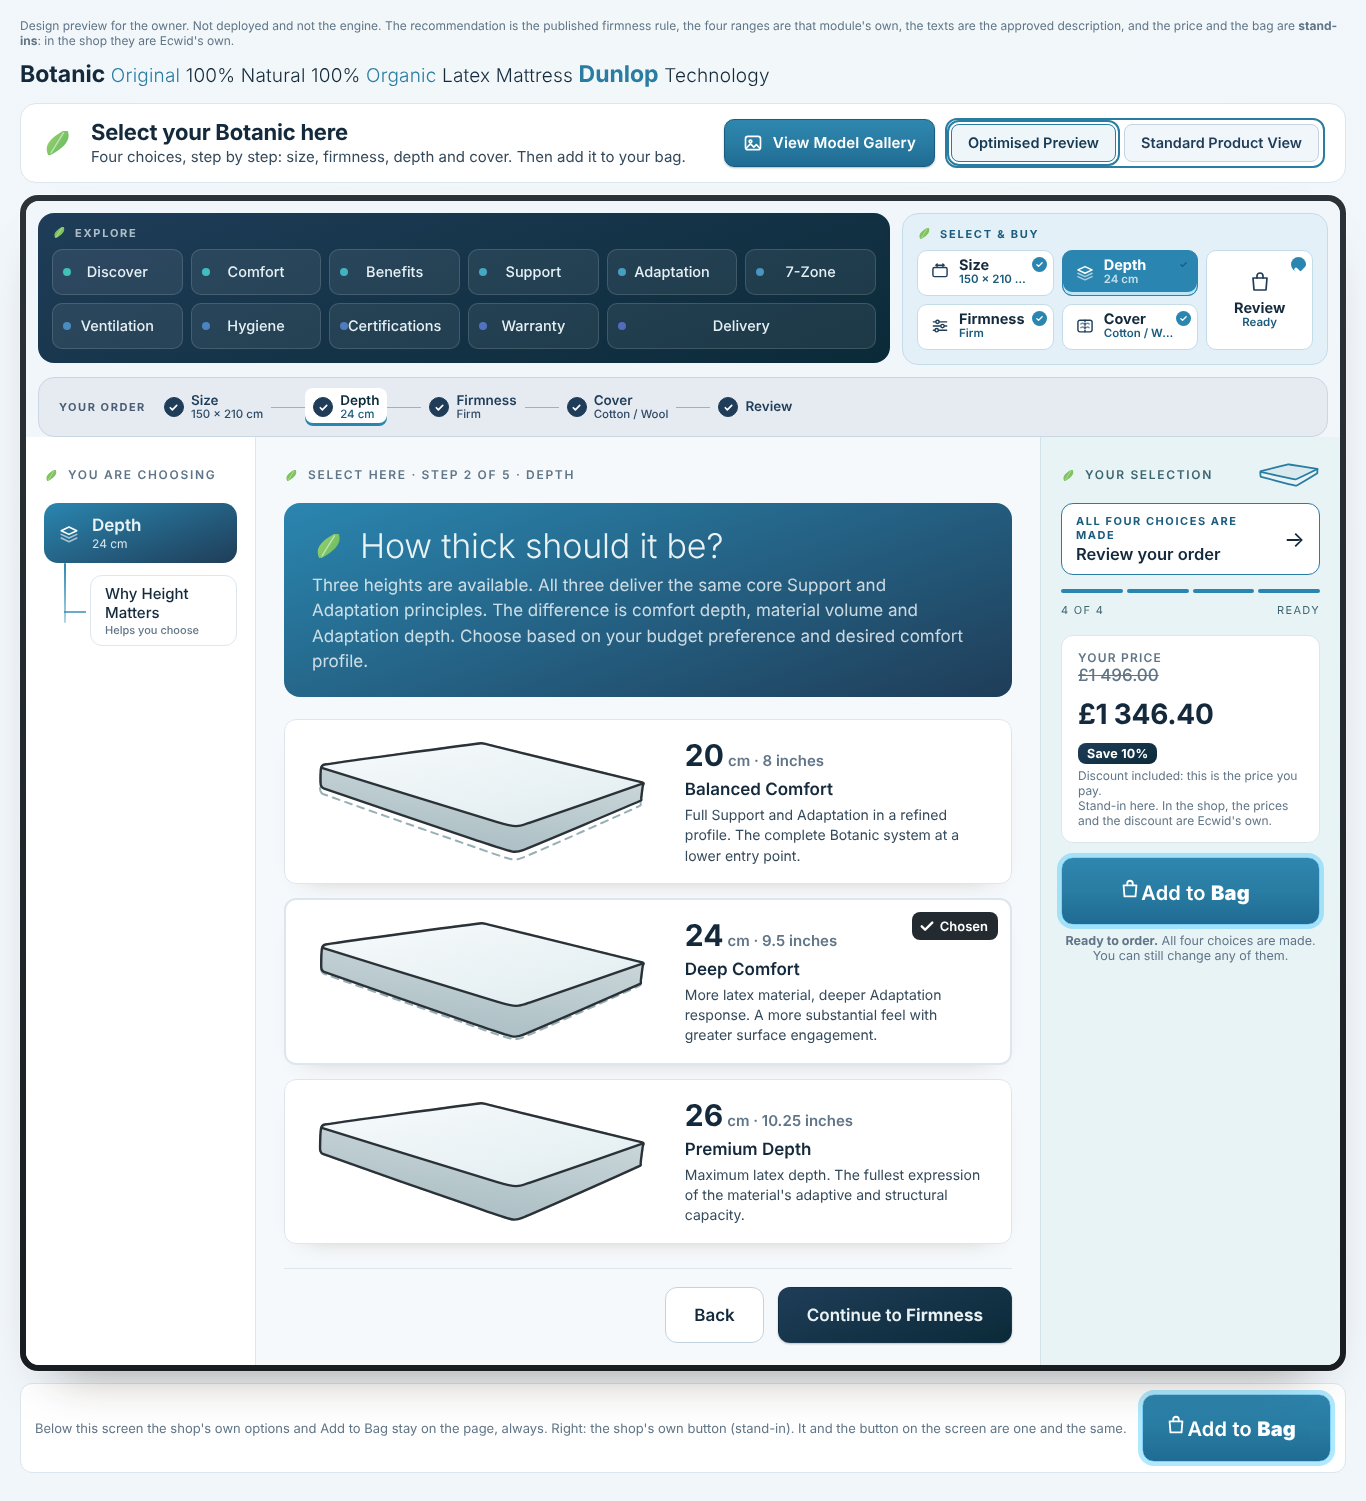 Design preview for the owner. Not deployed and not the engine. The recommendation is the published firmness rule, the four ranges are that module's own, the texts are the approved description, and the price and the bag are stand-
ins: in the shop they are Ecwid's own.
Botanic Original 100% Natural 100% Organic Latex Mattress Dunlop Technology
Select your Botanic here
Four choices, step by step: size, firmness, depth and cover. Then add it to your bag.
View Model Gallery
Optimised Preview
Standard Product View
EXPLORE
Discover
Comfort
Benefits
Support
Adaptation
7-Zone
Ventilation
Hygiene
Certifications
Warranty
Delivery
SELECT & BUY
Size
150 × 210 ...
Depth
24 cm
Firmness
Firm
Cover
Cotton / W...
Review
Ready
YOUR ORDER
Size
150 × 210 cm
Depth
24 cm
Firmness
Firm
Cover
Cotton / Wool
Review
YOU ARE CHOOSING
Depth
24 cm
Why Height
Matters
Helps you choose
SELECT HERE · STEP 2 OF 5 · DEPTH
How thick should it be?
Three heights are available. All three deliver the same core Support and
Adaptation principles. The difference is comfort depth, material volume and
Adaptation depth. Choose based on your budget preference and desired comfort
profile.
20 cm · 8 inches
Balanced Comfort
Full Support and Adaptation in a refined
profile. The complete Botanic system at a
lower entry point.
Chosen
24 cm · 9.5 inches
Deep Comfort
More latex material, deeper Adaptation
response. A more substantial feel with
greater surface engagement.
26 cm · 10.25 inches
Premium Depth
Maximum latex depth. The fullest expression
of the material's adaptive and structural
capacity.
Back
Continue to Firmness
YOUR SELECTION
ALL FOUR CHOICES ARE
MADE
Review your order
4 OF 4
READY
YOUR PRICE
£1 496.00
£1 346.40
Save 10%
Discount included: this is the price you
pay.
Stand-in here. In the shop, the prices
and the discount are Ecwid's own.
Add to Bag
Ready to order. All four choices are made.
You can still change any of them.
Below this screen the shop's own options and Add to Bag stay on the page, always. Right: the shop's own button (stand-in). It and the button on the screen are one and the same.
Add to Bag